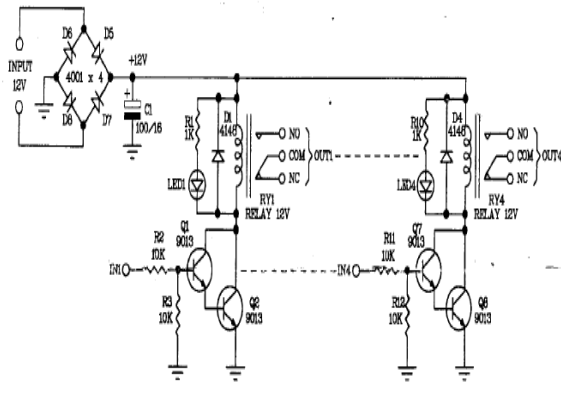 D6 D5
INPUT
12V
4001 x 4
D8 D7
+12V
+
C1
100/16
R1
1K
D1
4148
LED1
NO
COM
NC
OUT1
RY1
RELAY 12V
Q1
9013
R2
10K
IN1
R3
10K
Q2
9013
R10
1K
D4
4148
LED4
NO
COM
NC
OUT4
RY4
RELAY 12V
Q7
9013
R11
10K
IN4
R12
10K
Q8
9013